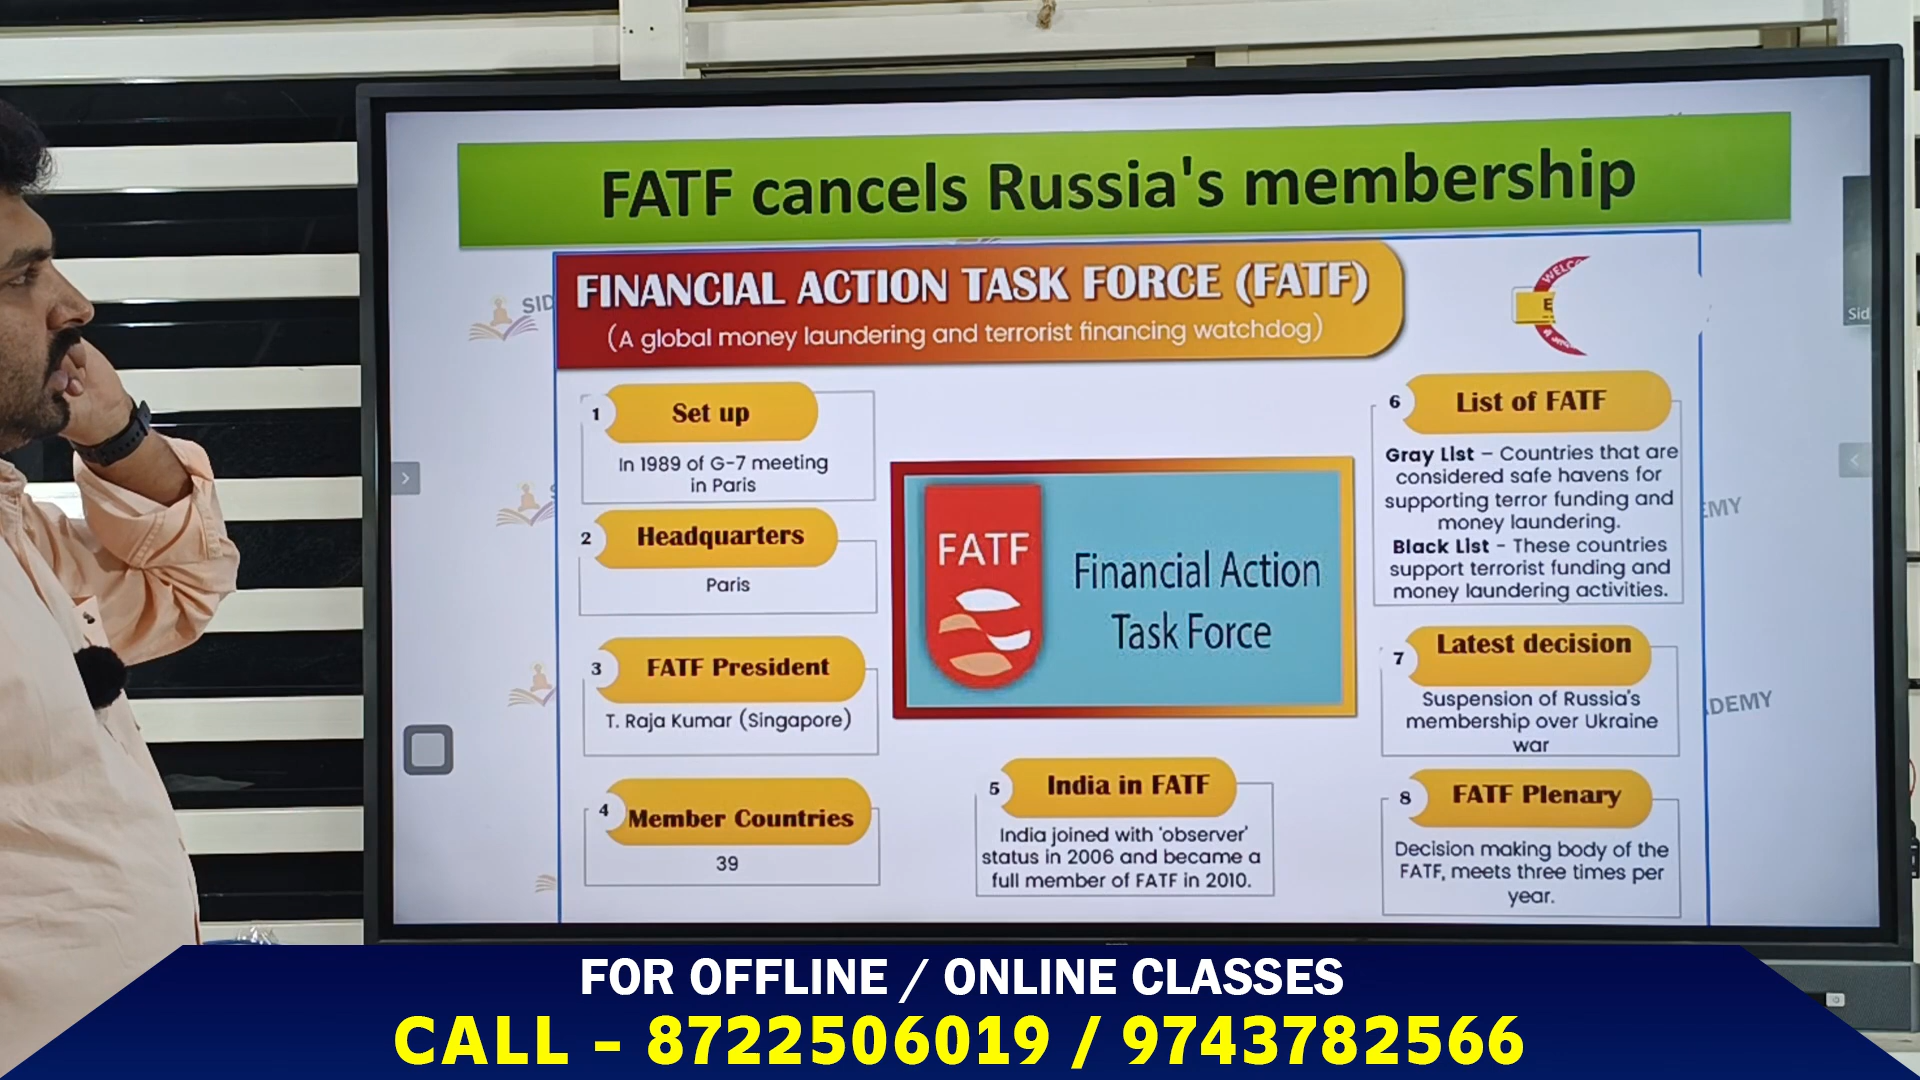 FATF cancels Russia's membership
FINANCIAL ACTION TASK FORCE (FATF)
(A global money laundering and terrorist financing watchdog)
SID
WELC
E
Sid
1
Set up
In 1989 of G-7 meeting
in Paris
2
Headquarters
Paris
3
FATF President
T. Raja Kumar (Singapore)
4
Member Countries
39
FATF
Financial Action
Task Force
5
India in FATF
India joined with 'observer'
status in 2006 and became a
full member of FATF in 2010.
6
List of FATF
Gray List – Countries that are
considered safe havens for
supporting terror funding and
money laundering.
Black List - These countries
support terrorist funding and
money laundering activities.
EMY
7
Latest decision
Suspension of Russia's
membership over Ukraine
war
DEMY
8
FATF Plenary
Decision making body of the
FATF, meets three times per
year.
FOR OFFLINE / ONLINE CLASSES
CALL – 8722506019 / 9743782566